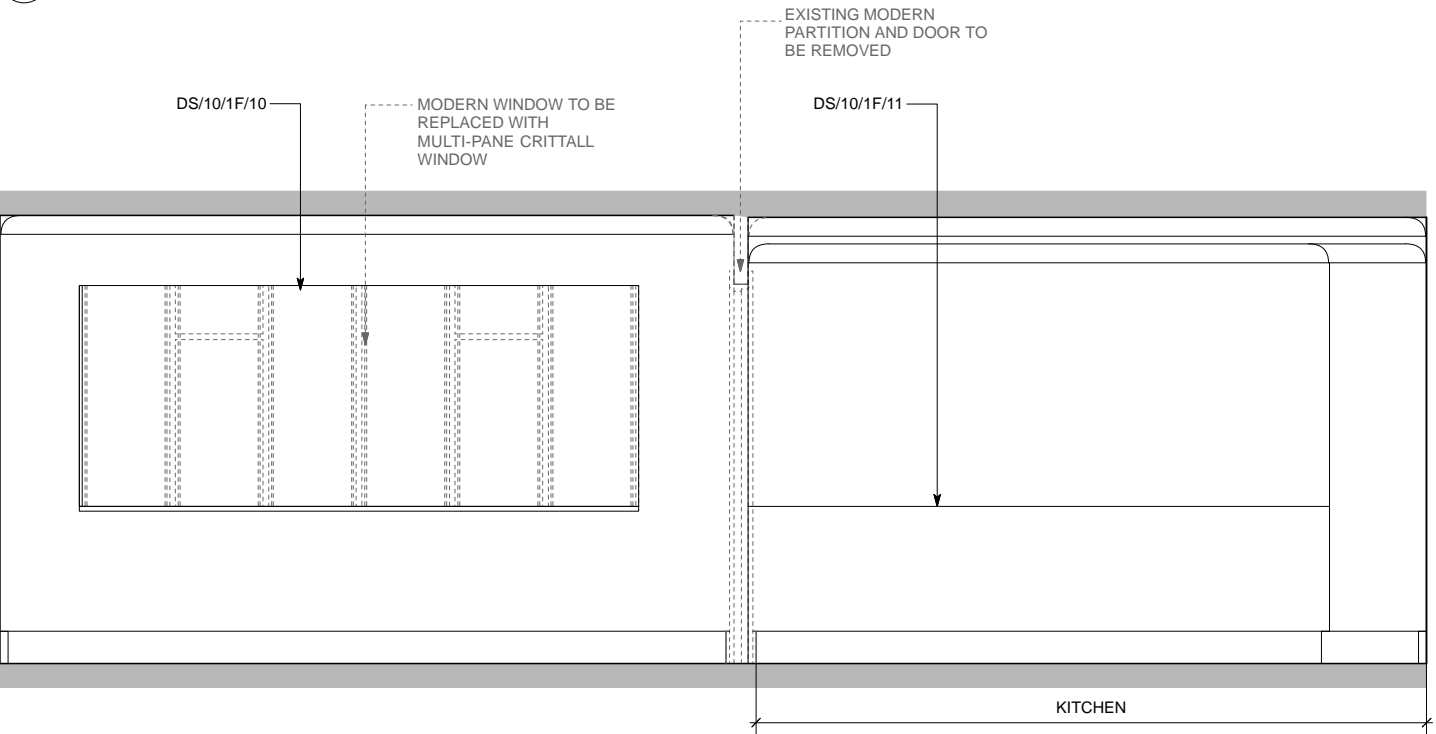 EXISTING MODERN
PARTITION AND DOOR TO
BE REMOVED
DS/10/1F/10
MODERN WINDOW TO BE
REPLACED WITH
MULTI-PANE CRITTALL
WINDOW
DS/10/1F/11
KITCHEN